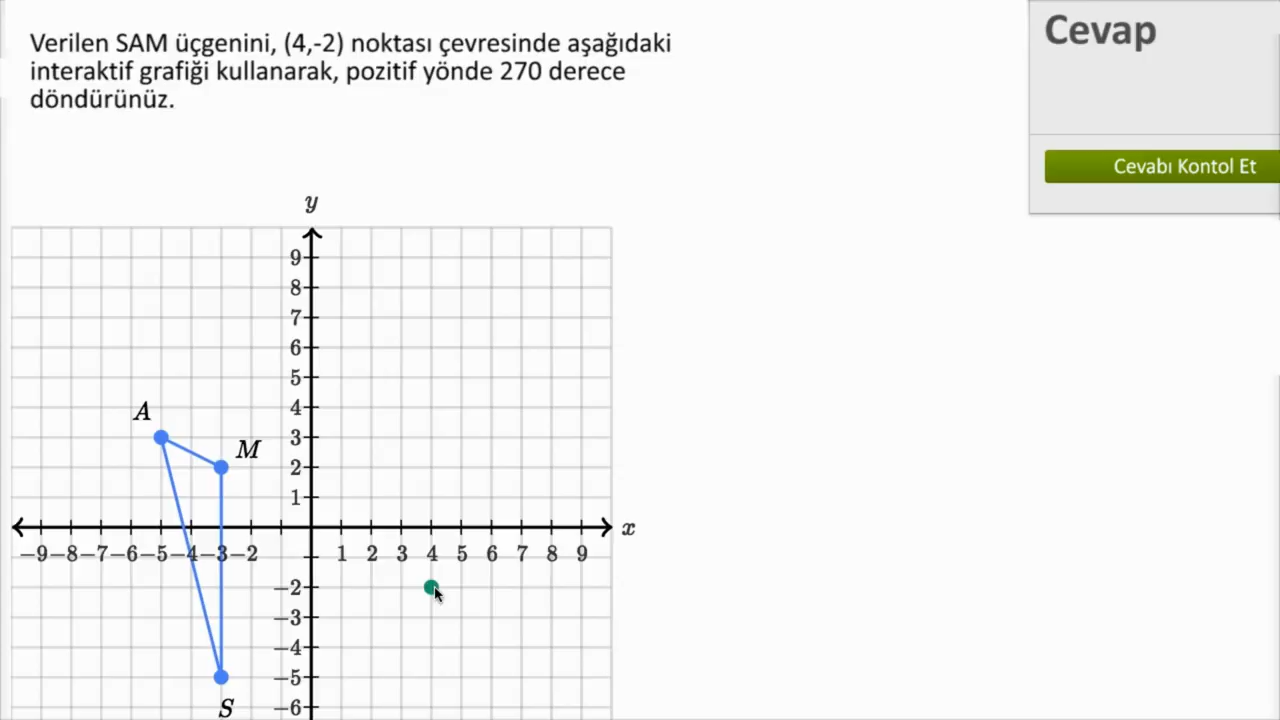 Verilen SAM üçgenini, (4,-2) noktası çevresinde aşağıdaki
interaktif grafiği kullanarak, pozitif yönde 270 derece
döndürünüz.
Cevap
Cevabı Kontol Et
y
9
8
7
6
5
4
3
2
1
A
M
x
−9 −8 −7 −6 −5 −4 −3 −2 1 2 3 4 5 6 7 8 9
−2
−3
−4
−5
−6
S